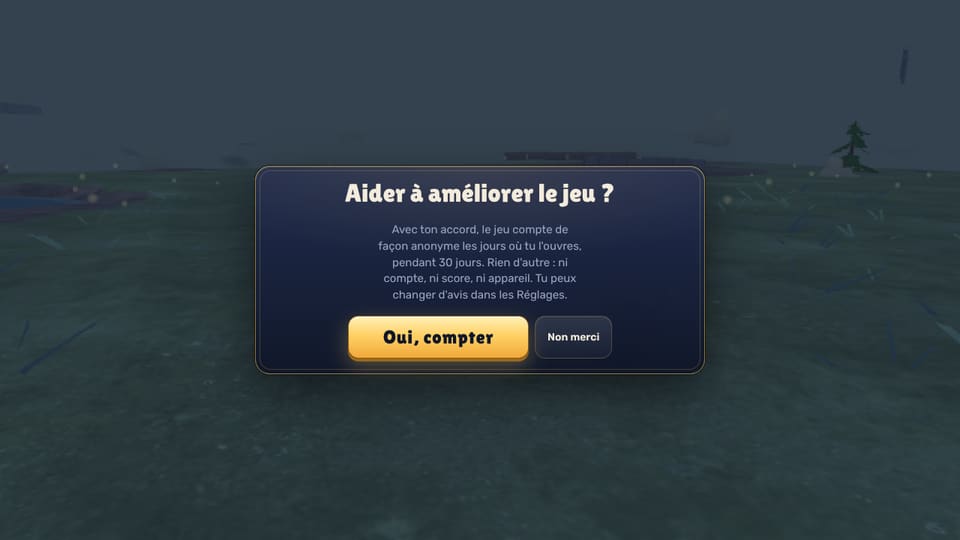 Aider à améliorer le jeu ?
Avec ton accord, le jeu compte de
façon anonyme les jours où tu l'ouvres,
pendant 30 jours. Rien d'autre : ni
compte, ni score, ni appareil. Tu peux
changer d'avis dans les Réglages.
Oui, compter
Non merci